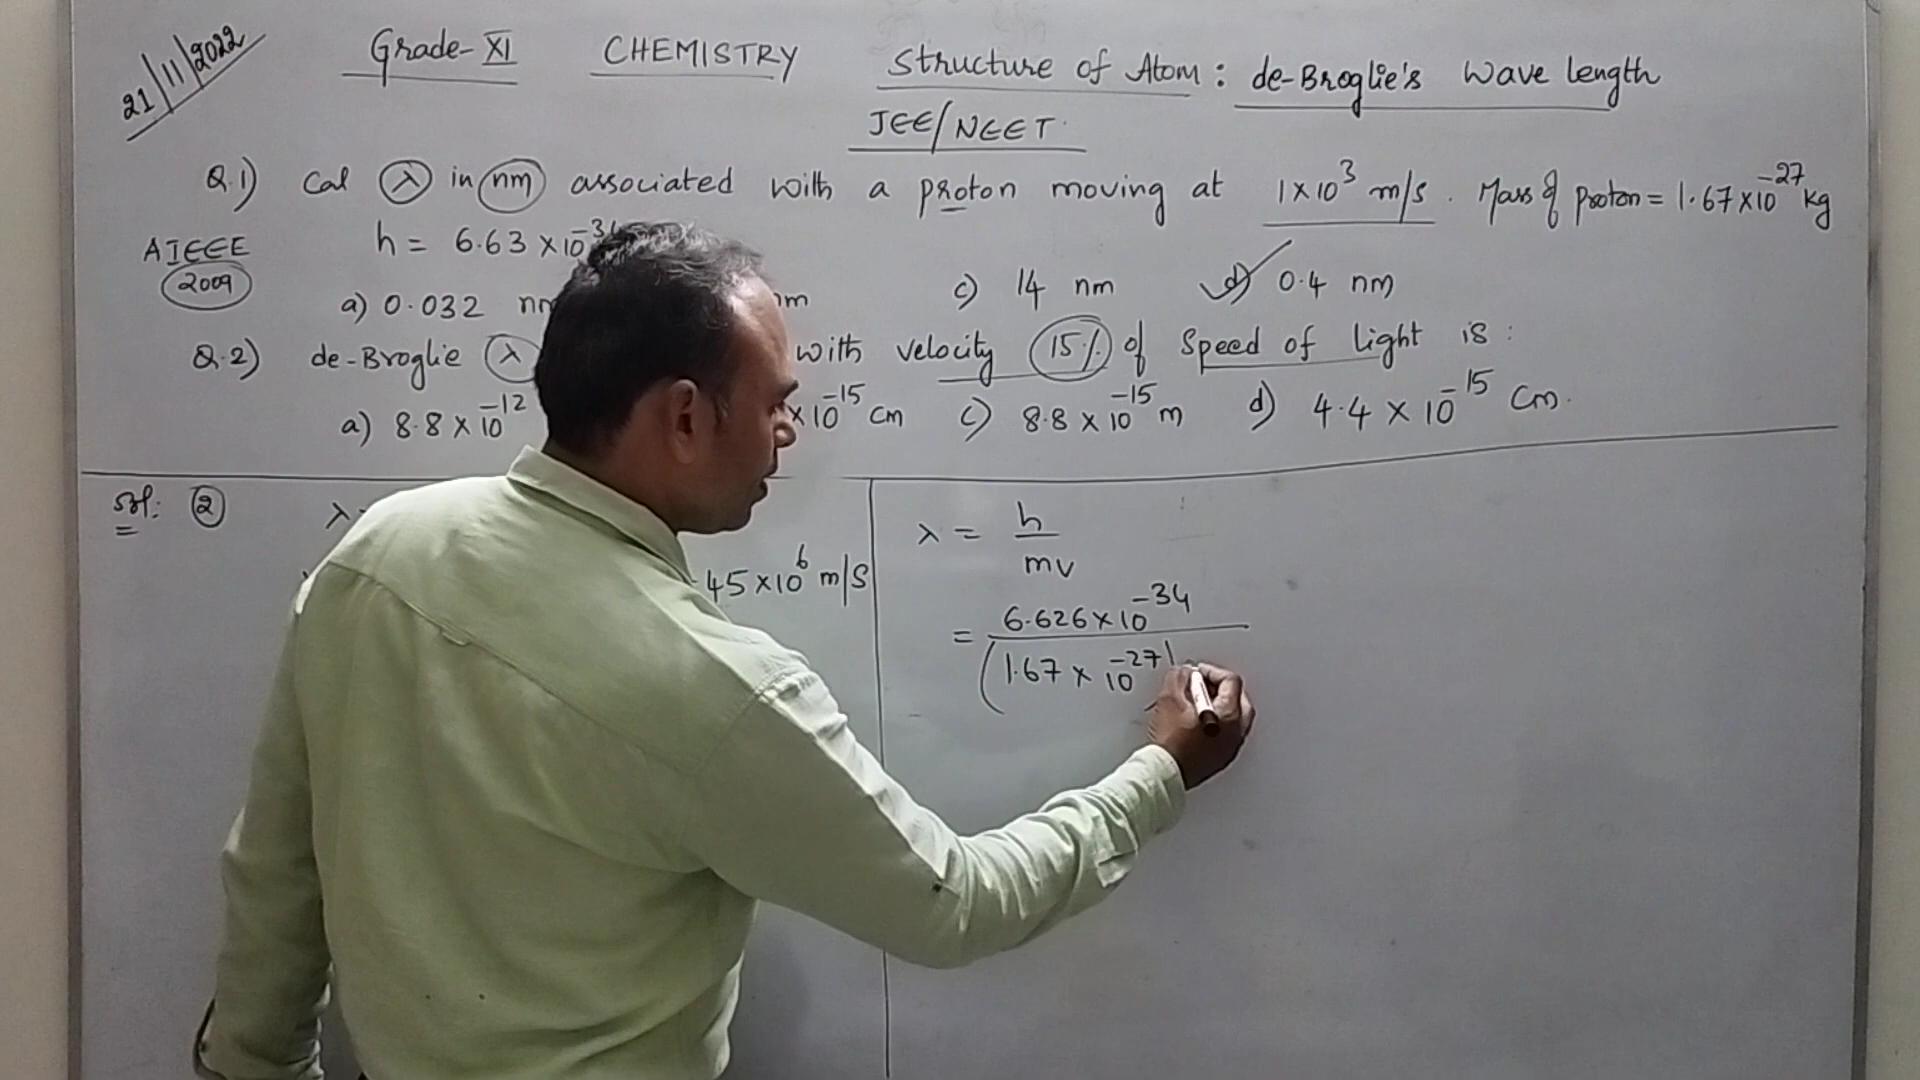 21/11/2022
Grade-XI CHEMISTRY Structure of Atom: de-Broglie's Wave length
JEE/NEET
Q.1) Cal λ in nm associated with a proton moving at 1×10³ m/s. Mass of proton = 1.67×10⁻²⁷ kg
AIEEE h = 6.63×10⁻³⁴
2009
a) 0.032 c) 14 nm d) 0.4 nm
Q.2) de-Broglie λ with velocity 15% of Speed of light is:
a) 8.8×10⁻¹² ×10⁻¹⁵ cm c) 8.8×10⁻¹⁵ m d) 4.4×10⁻¹⁵ cm.
Sol: 2 λ
45×10⁶ m/s
λ = h/mv
= 6.626×10⁻³⁴
(1.67×10⁻²⁷)